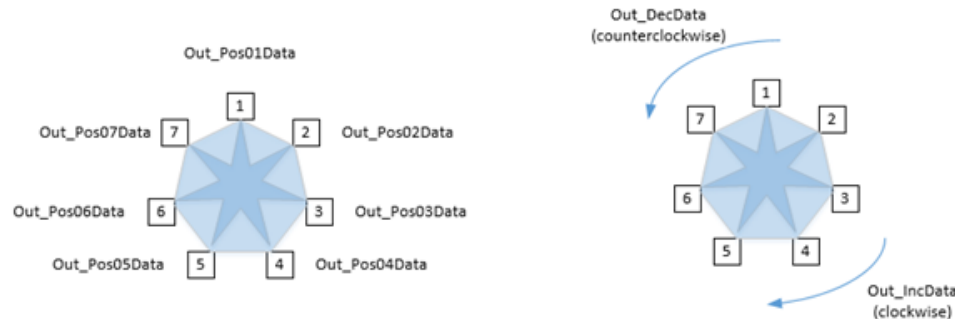 Out_Pos01Data
1
Out_Pos07Data
7
2
Out_Pos02Data
Out_Pos06Data
6
3
Out_Pos03Data
Out_Pos05Data
5
4
Out_Pos04Data
Out_DecData
(counterclockwise)
1
7
2
6
3
5
4
Out_IncData
(clockwise)